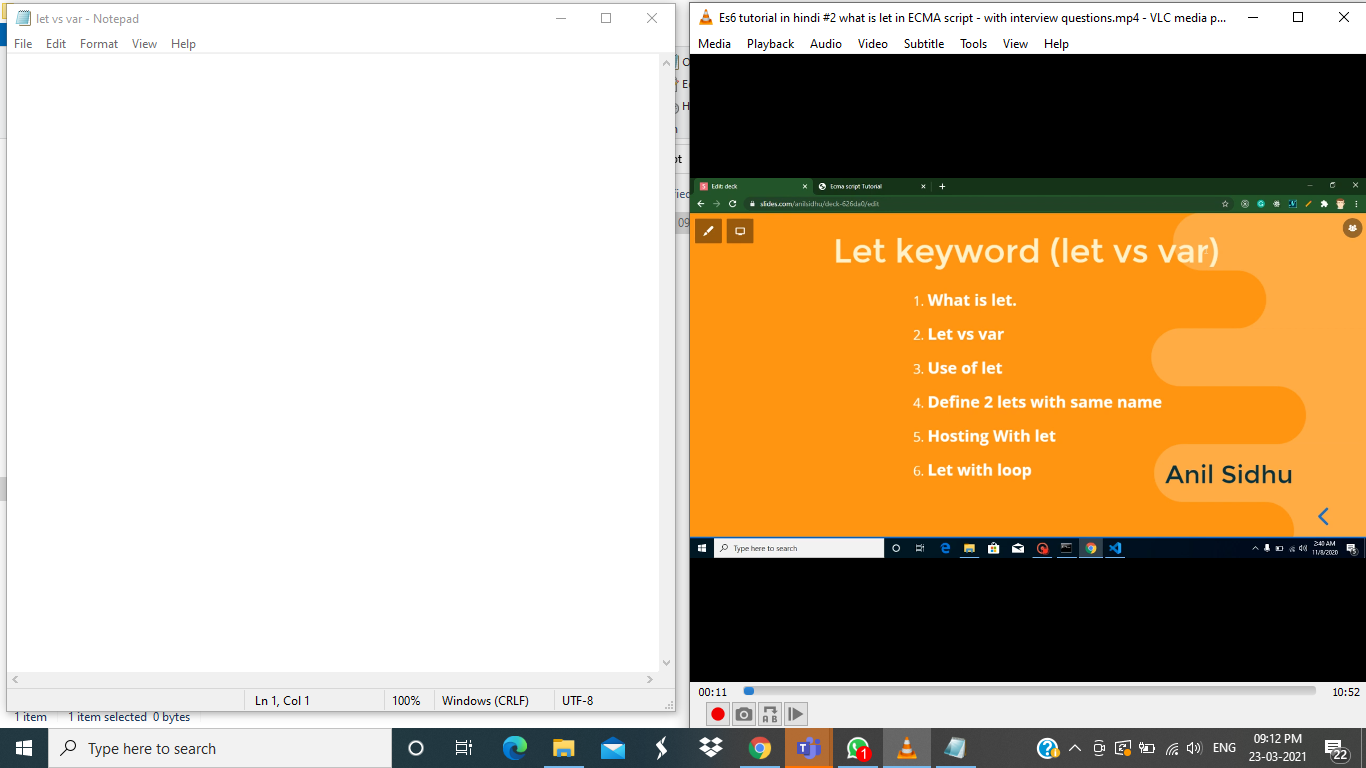 let vs var - Notepad
File Edit Format View Help
Ln 1, Col 1 100% Windows (CRLF) UTF-8
1 item 1 item selected 0 bytes
Es6 tutorial in hindi #2 what is let in ECMA script - with interview questions.mp4 - VLC media p...
Media Playback Audio Video Subtitle Tools View Help
Edit deck
Ecma script Tutorial
slides.com/anilsidhu/deck-626da0/edit
Let keyword (let vs var)
1. What is let.
2. Let vs var
3. Use of let
4. Define 2 lets with same name
5. Hosting With let
6. Let with loop
Anil Sidhu
Type here to search
2:40 AM
11/8/2020
00:11 10:52
A B
Type here to search
1
ENG
09:12 PM
23-03-2021
22